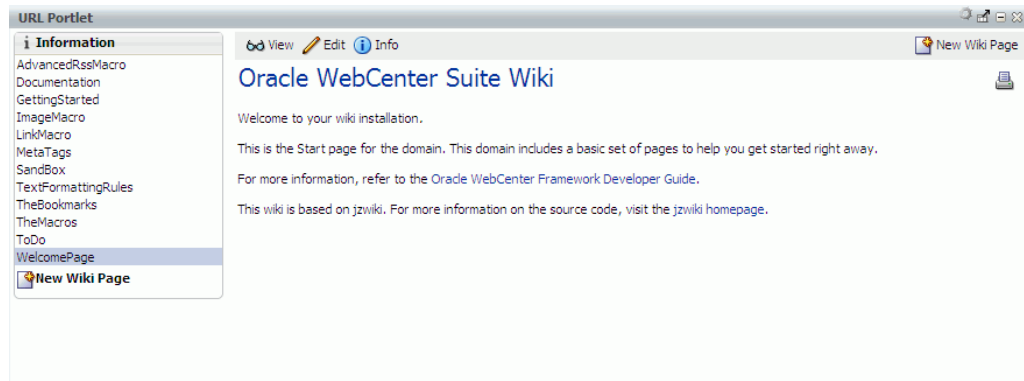 URL Portlet
i Information
AdvancedRssMacro
Documentation
GettingStarted
ImageMacro
LinkMacro
MetaTags
SandBox
TextFormattingRules
TheBookmarks
TheMacros
ToDo
WelcomePage
New Wiki Page
View Edit i Info
New Wiki Page
Oracle WebCenter Suite Wiki
Welcome to your wiki installation.
This is the Start page for the domain. This domain includes a basic set of pages to help you get started right away.
For more information, refer to the Oracle WebCenter Framework Developer Guide.
This wiki is based on jzwiki. For more information on the source code, visit the jzwiki homepage.